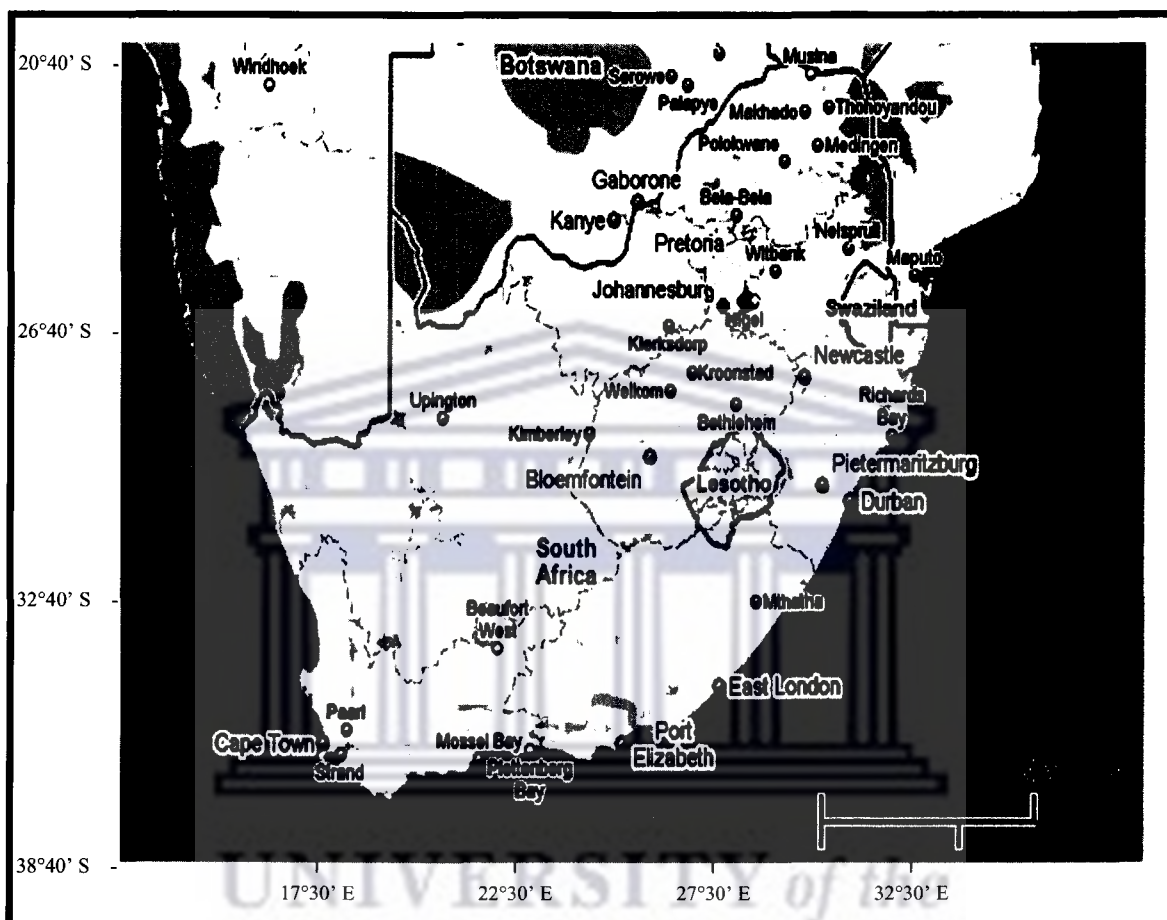 20°40' S
Windhoek
Botswana
Serowe
Palapye
Musina
Makhado
Thohoyandou
Polokwane
Medingen
Gaborone
Kanye
Bela-Bela
Pretoria
Witbank
Nelspruit
Maputo
Johannesburg
Nigel
Swaziland
26°40' S
Klerksdorp
Newcastle
Kroonstad
Welkom
Upington
Richards
Bay
Bethlehem
Kimberley
Pietermaritzburg
Bloemfontein
Lesotho
Durban
South
Africa
32°40' S
Mthatha
Beaufort
West
East London
Paarl
Port
Elizabeth
Cape Town
Mossel Bay
Strand
Plettenberg
Bay
38°40' S
17°30' E
22°30' E
27°30' E
32°30' E
UNIVERSITY of the